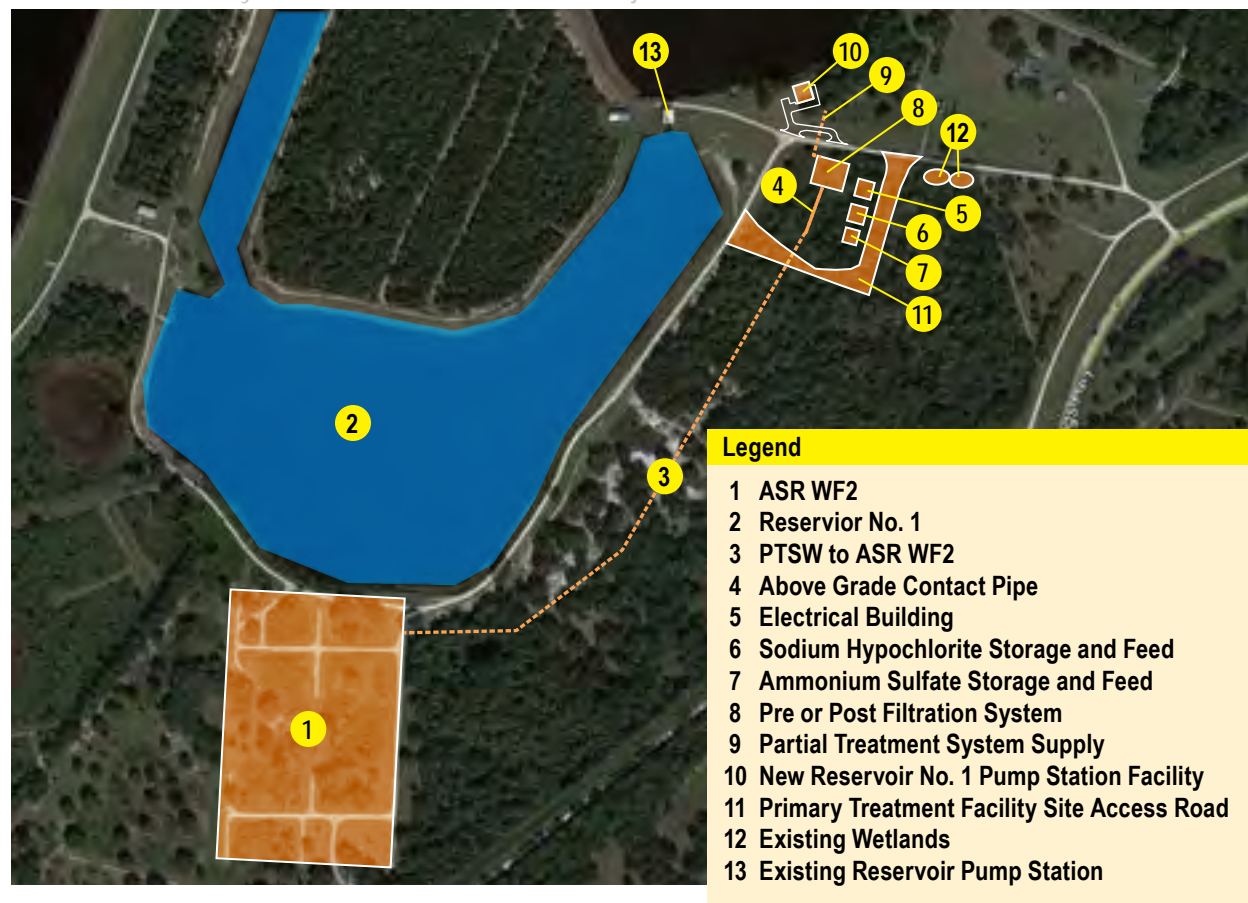 13
10
9
8
12
4
5
6
7
11
2
3
1
Legend
1 ASR WF2
2 Reservior No. 1
3 PTSW to ASR WF2
4 Above Grade Contact Pipe
5 Electrical Building
6 Sodium Hypochlorite Storage and Feed
7 Ammonium Sulfate Storage and Feed
8 Pre or Post Filtration System
9 Partial Treatment System Supply
10 New Reservoir No. 1 Pump Station Facility
11 Primary Treatment Facility Site Access Road
12 Existing Wetlands
13 Existing Reservoir Pump Station